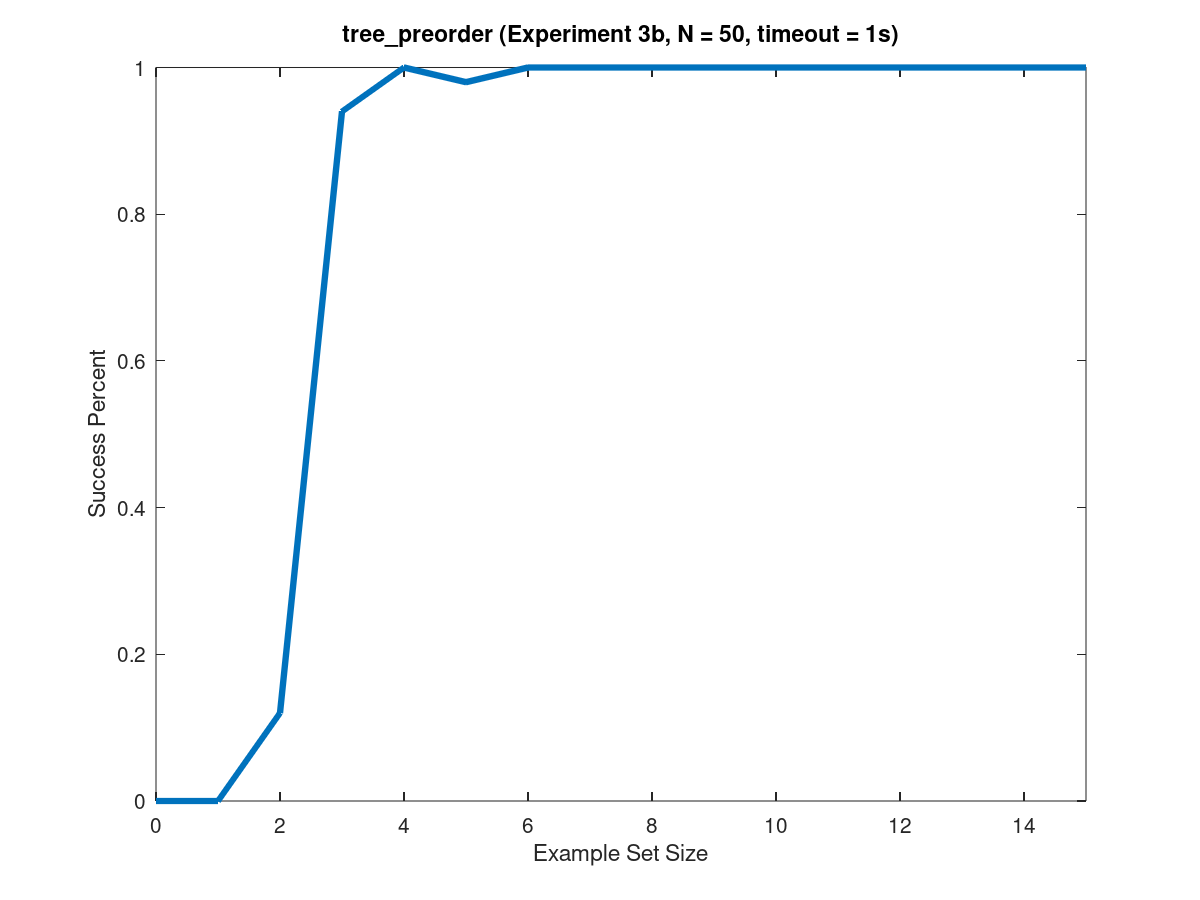 tree_preorder (Experiment 3b, N = 50, timeout = 1s)
1
0.8
0.6
0.4
0.2
0
Success Percent
0 2 4 6 8 10 12 14
Example Set Size